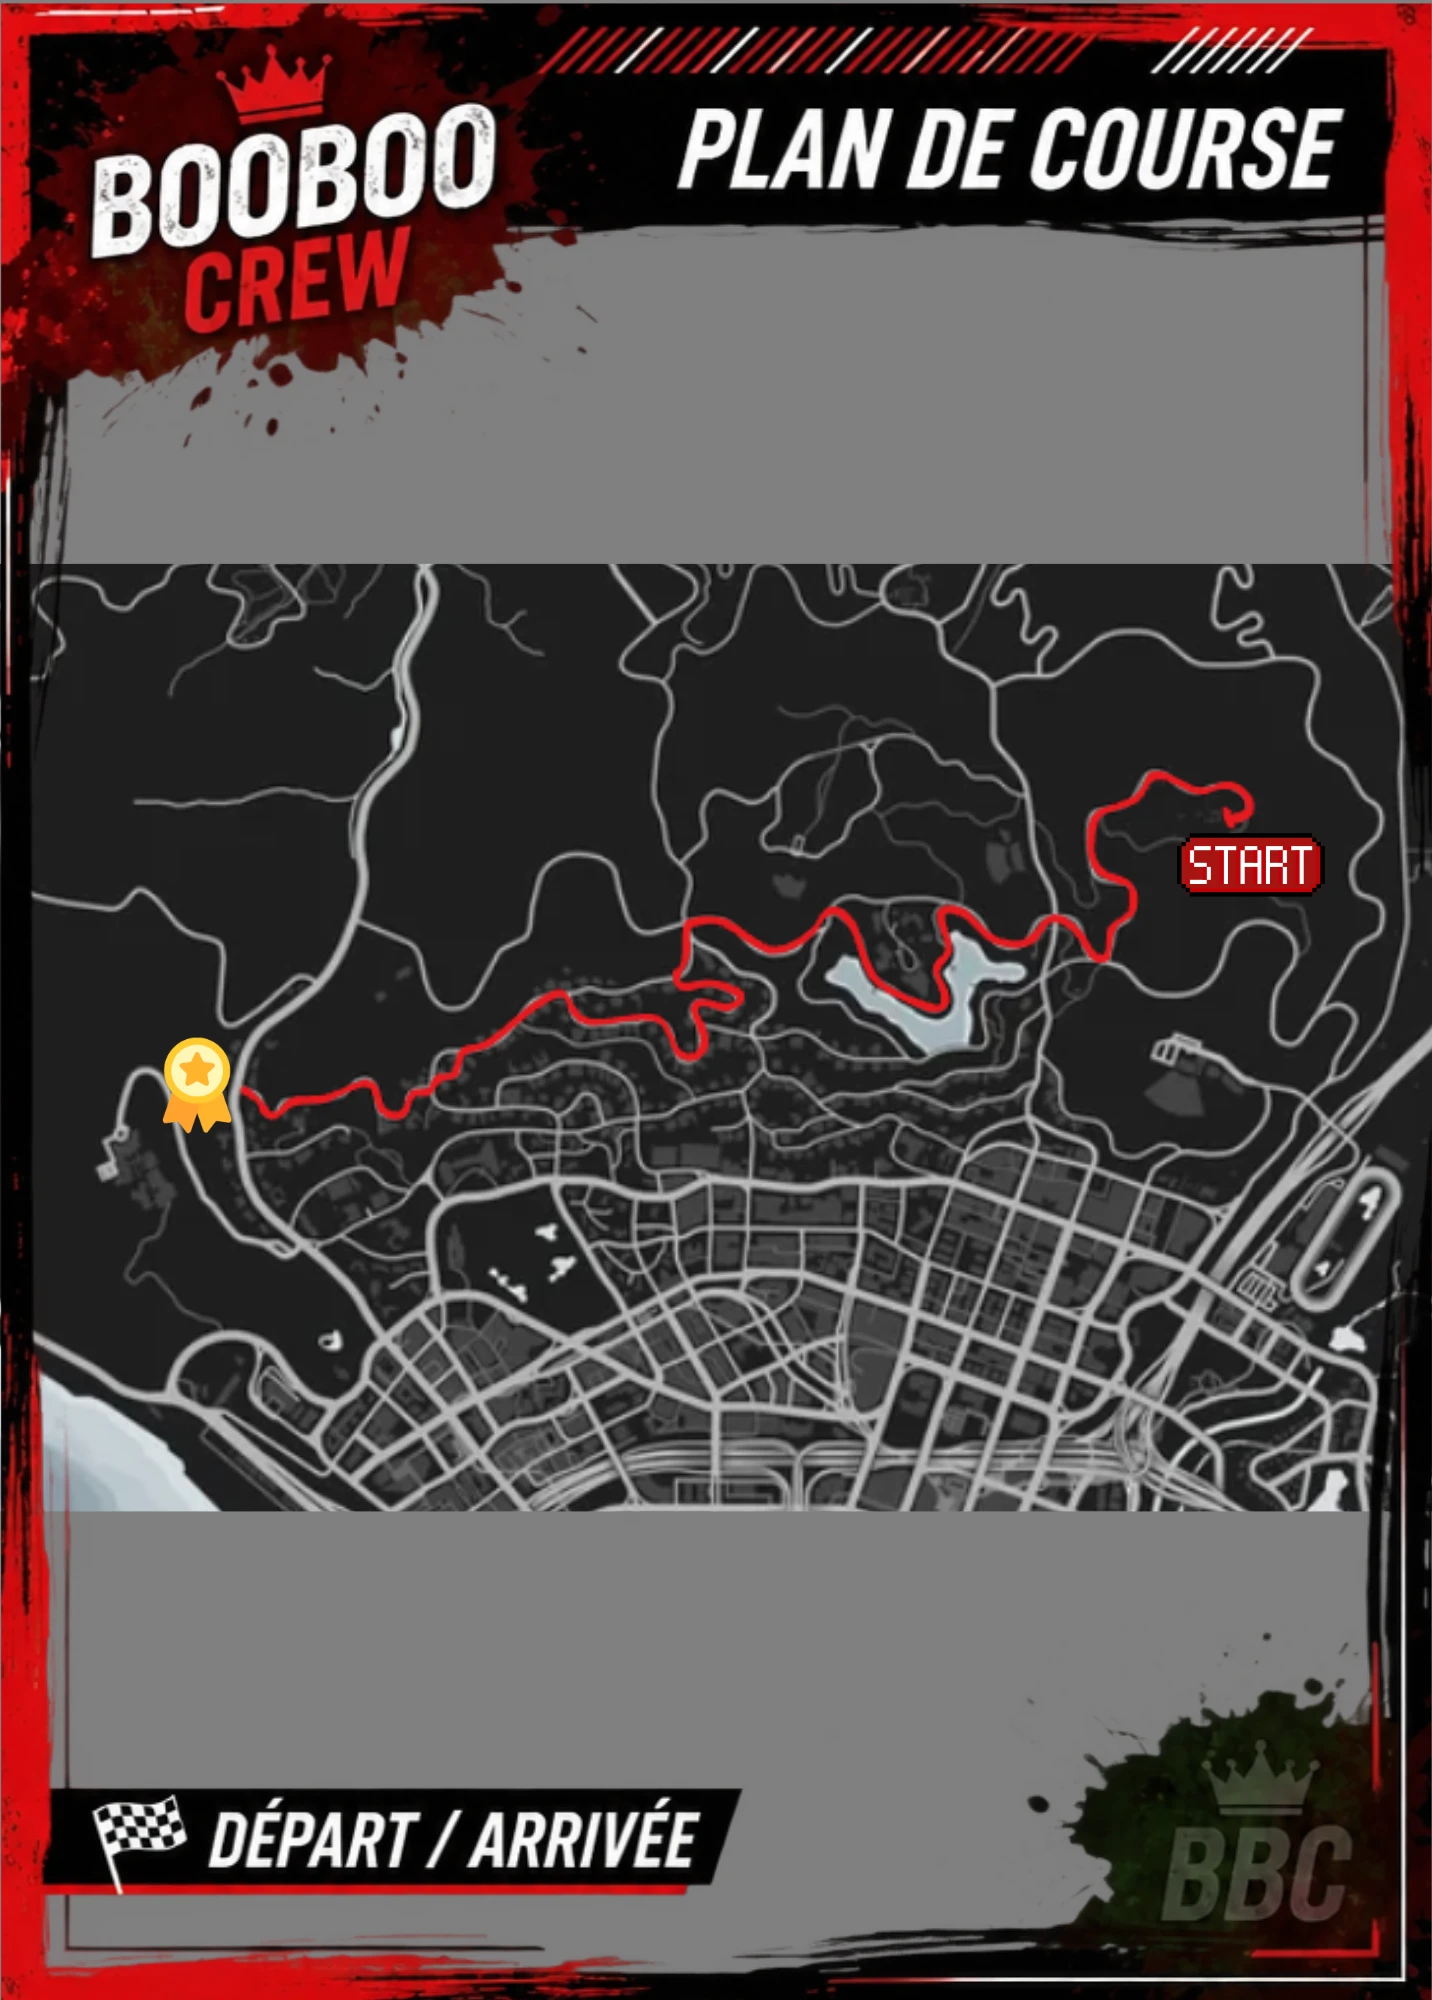 BOOBOO
CREW
PLAN DE COURSE
START
DÉPART / ARRIVÉE
BBC